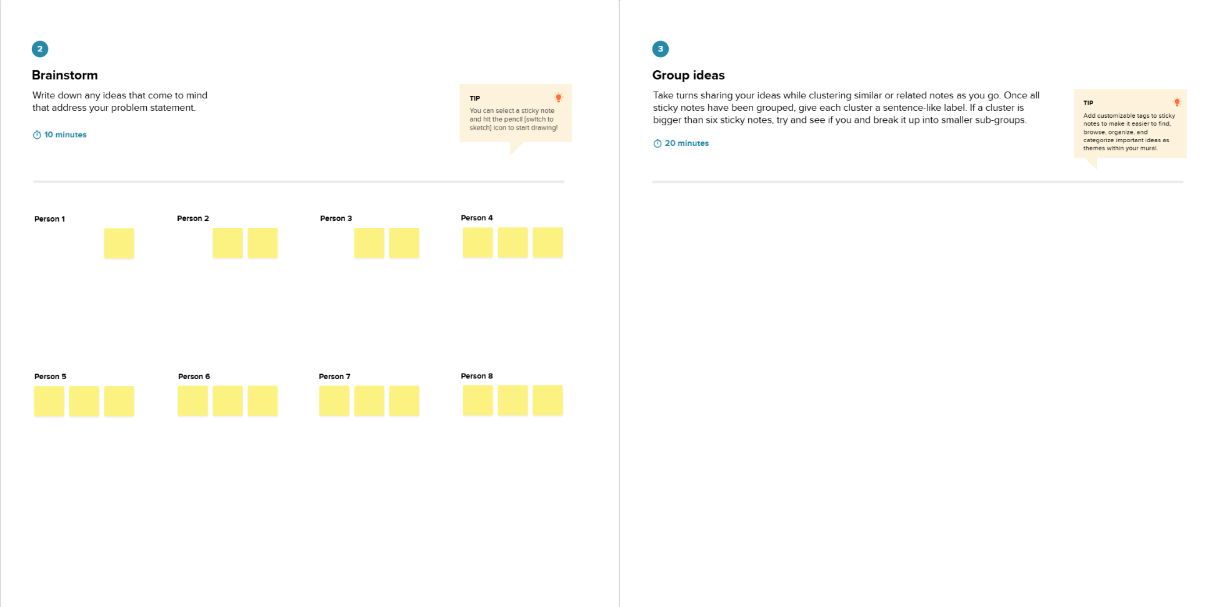 2
Brainstorm
Write down any ideas that come to mind
that address your problem statement.
10 minutes
TIP
You can select a sticky note
and hit the pencil [switch to
sketch] icon to start drawing!
Person 1
Person 2
Person 3
Person 4
Person 5
Person 6
Person 7
Person 8
3
Group ideas
Take turns sharing your ideas while clustering similar or related notes as you go. Once all
sticky notes have been grouped, give each cluster a sentence-like label. If a cluster is
bigger than six sticky notes, try and see if you and break it up into smaller sub-groups.
20 minutes
TIP
Add customizable tags to sticky
notes to make it easier to find,
browse, organize, and
categorize important ideas as
themes within your mural.